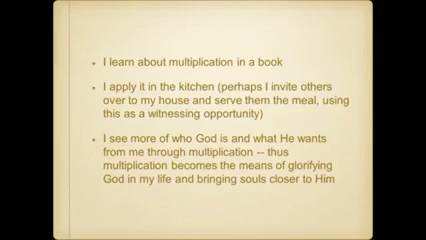 • I learn about multiplication in a book
• I apply it in the kitchen (perhaps I invite others
over to my house and serve them the meal, using
this as a witnessing opportunity)
• I see more of who God is and what He wants
from me through multiplication -- thus
multiplication becomes the means of glorifying
God in my life and bringing souls closer to Him